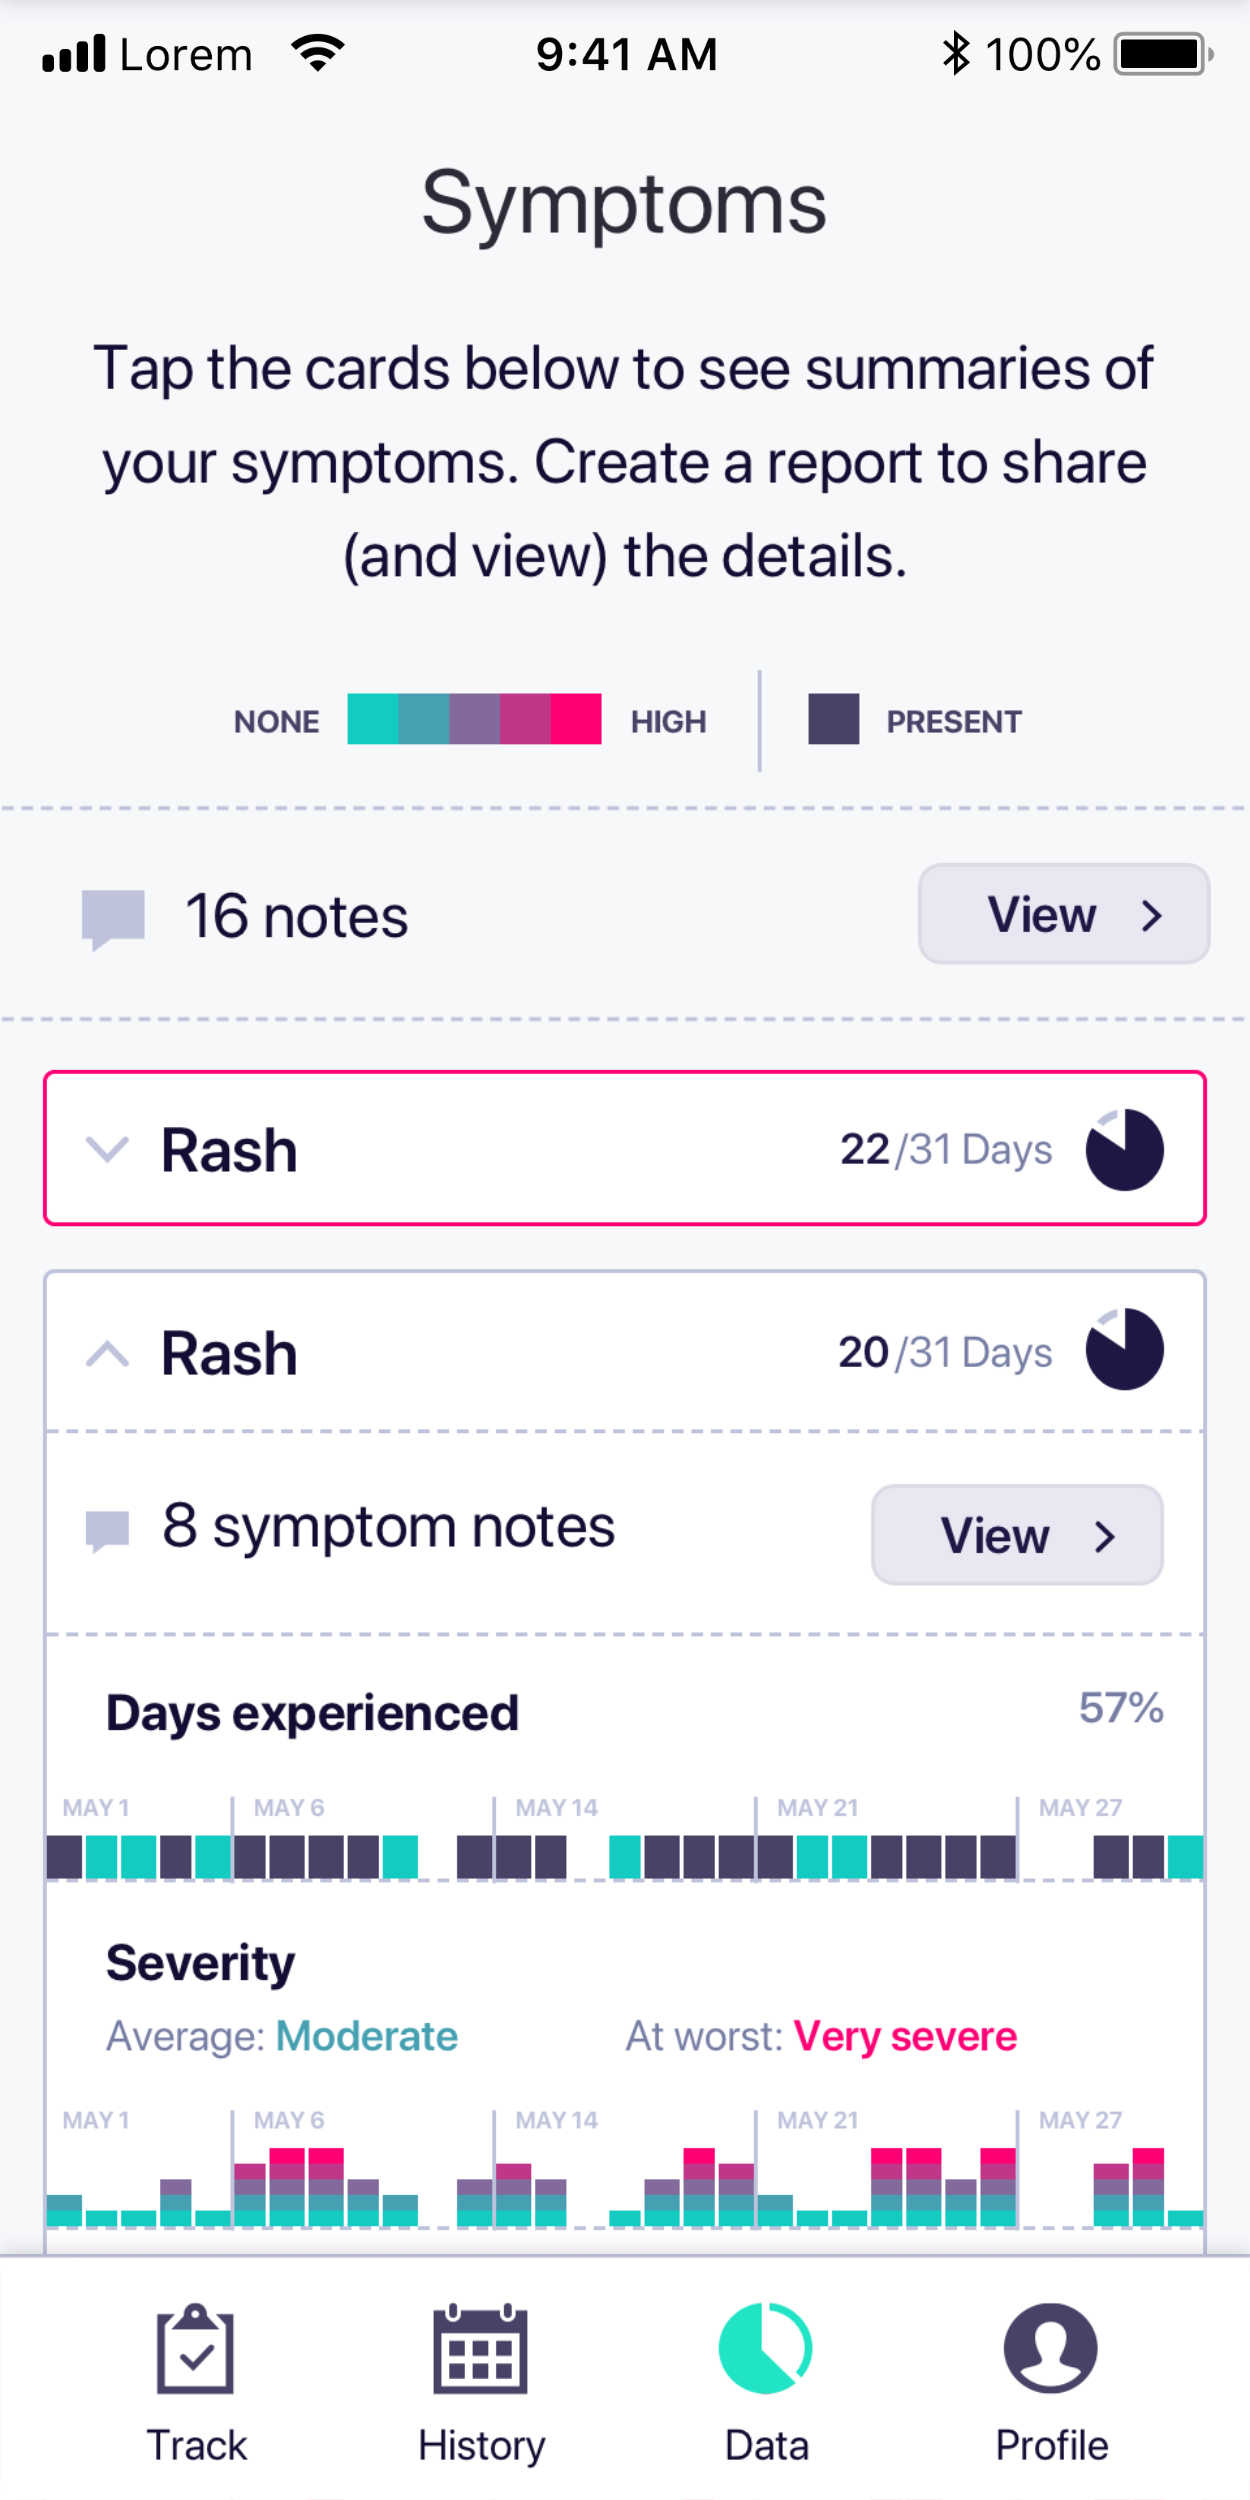 Lorem 9:41 AM 100%
Symptoms
Tap the cards below to see summaries of
your symptoms. Create a report to share
(and view) the details.
NONE HIGH PRESENT
16 notes View
Rash 22/31 Days
Rash 20/31 Days
8 symptom notes View
Days experienced 57%
MAY 1 MAY 6 MAY 14 MAY 21 MAY 27
Severity
Average: Moderate At worst: Very severe
MAY 1 MAY 6 MAY 14 MAY 21 MAY 27
Track History Data Profile